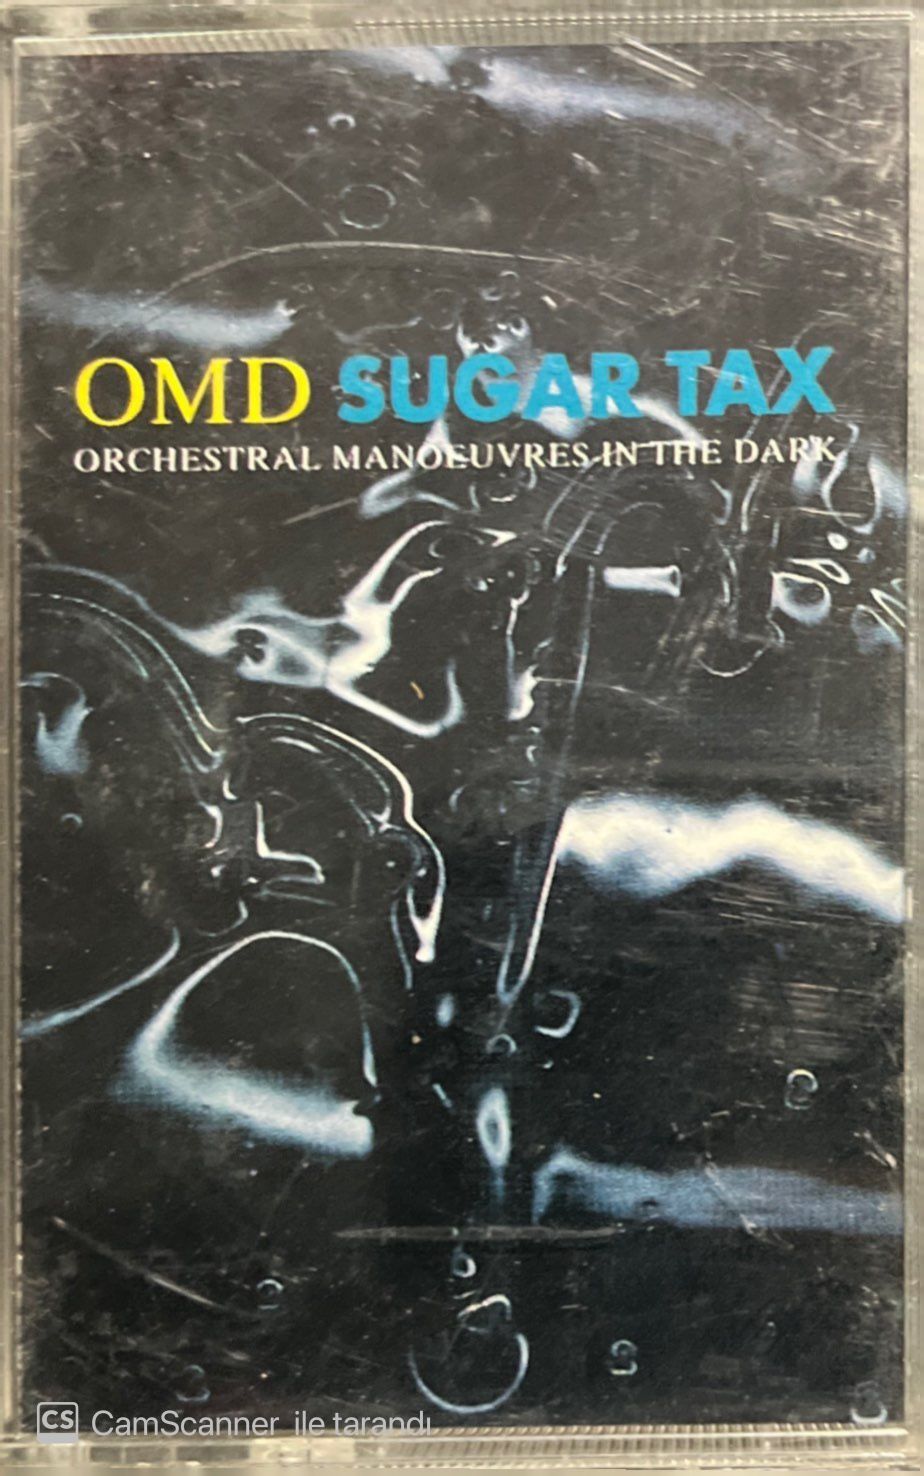 OMD SUGAR TAX
ORCHESTRAL MANOEUVRES IN THE DARK
CS CamScanner ile tarandı